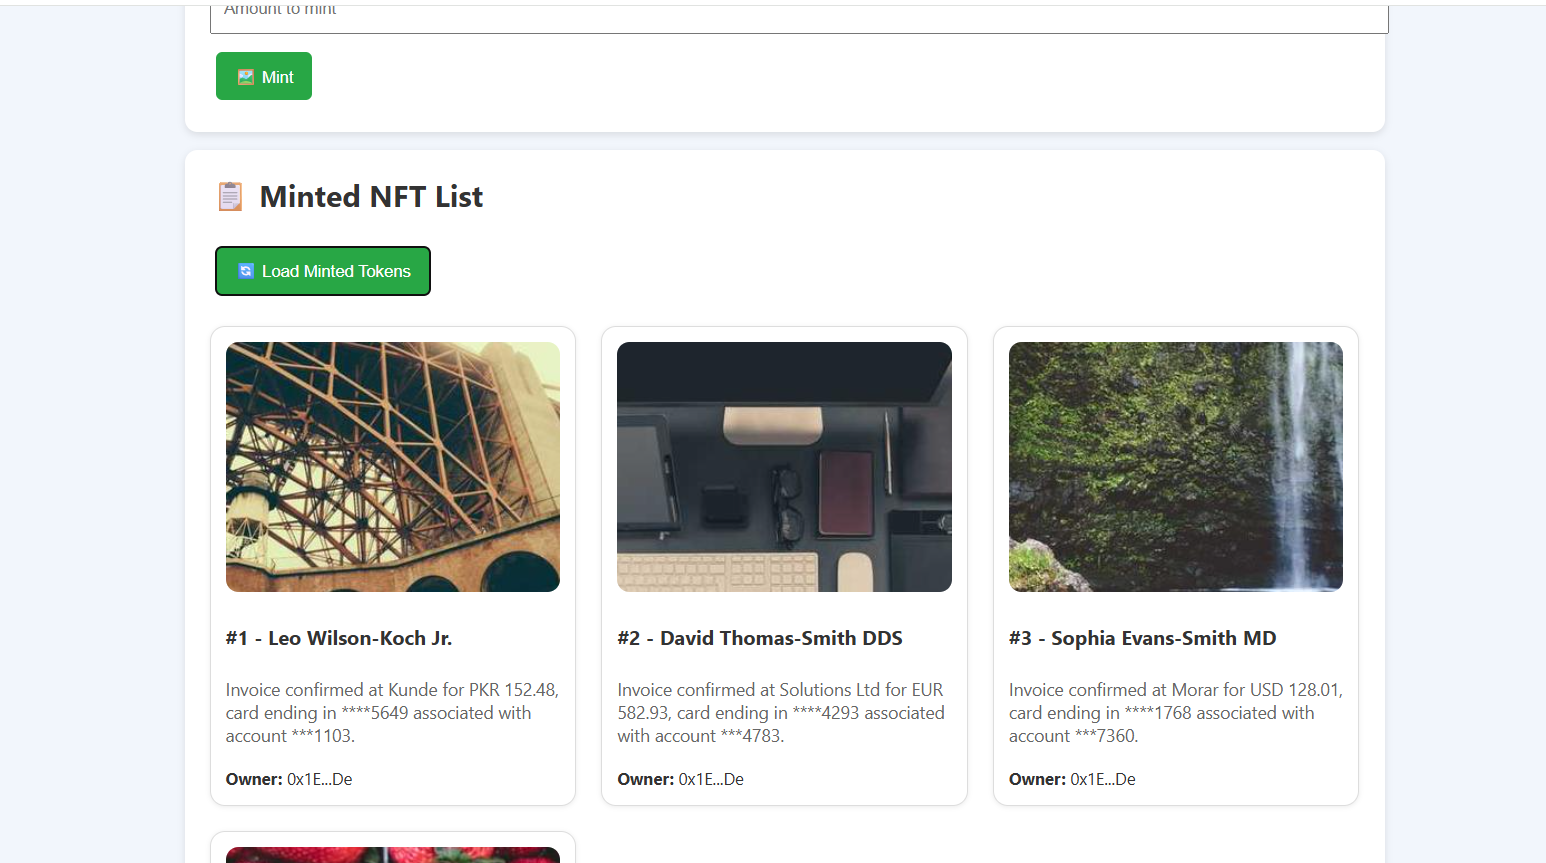 Amount to mint
Mint
Minted NFT List
Load Minted Tokens
#1 - Leo Wilson-Koch Jr.
Invoice confirmed at Kunde for PKR 152.48,
card ending in ****5649 associated with
account ***1103.
Owner: 0x1E...De
#2 - David Thomas-Smith DDS
Invoice confirmed at Solutions Ltd for EUR
582.93, card ending in ****4293 associated
with account ***4783.
Owner: 0x1E...De
#3 - Sophia Evans-Smith MD
Invoice confirmed at Morar for USD 128.01,
card ending in ****1768 associated with
account ***7360.
Owner: 0x1E...De